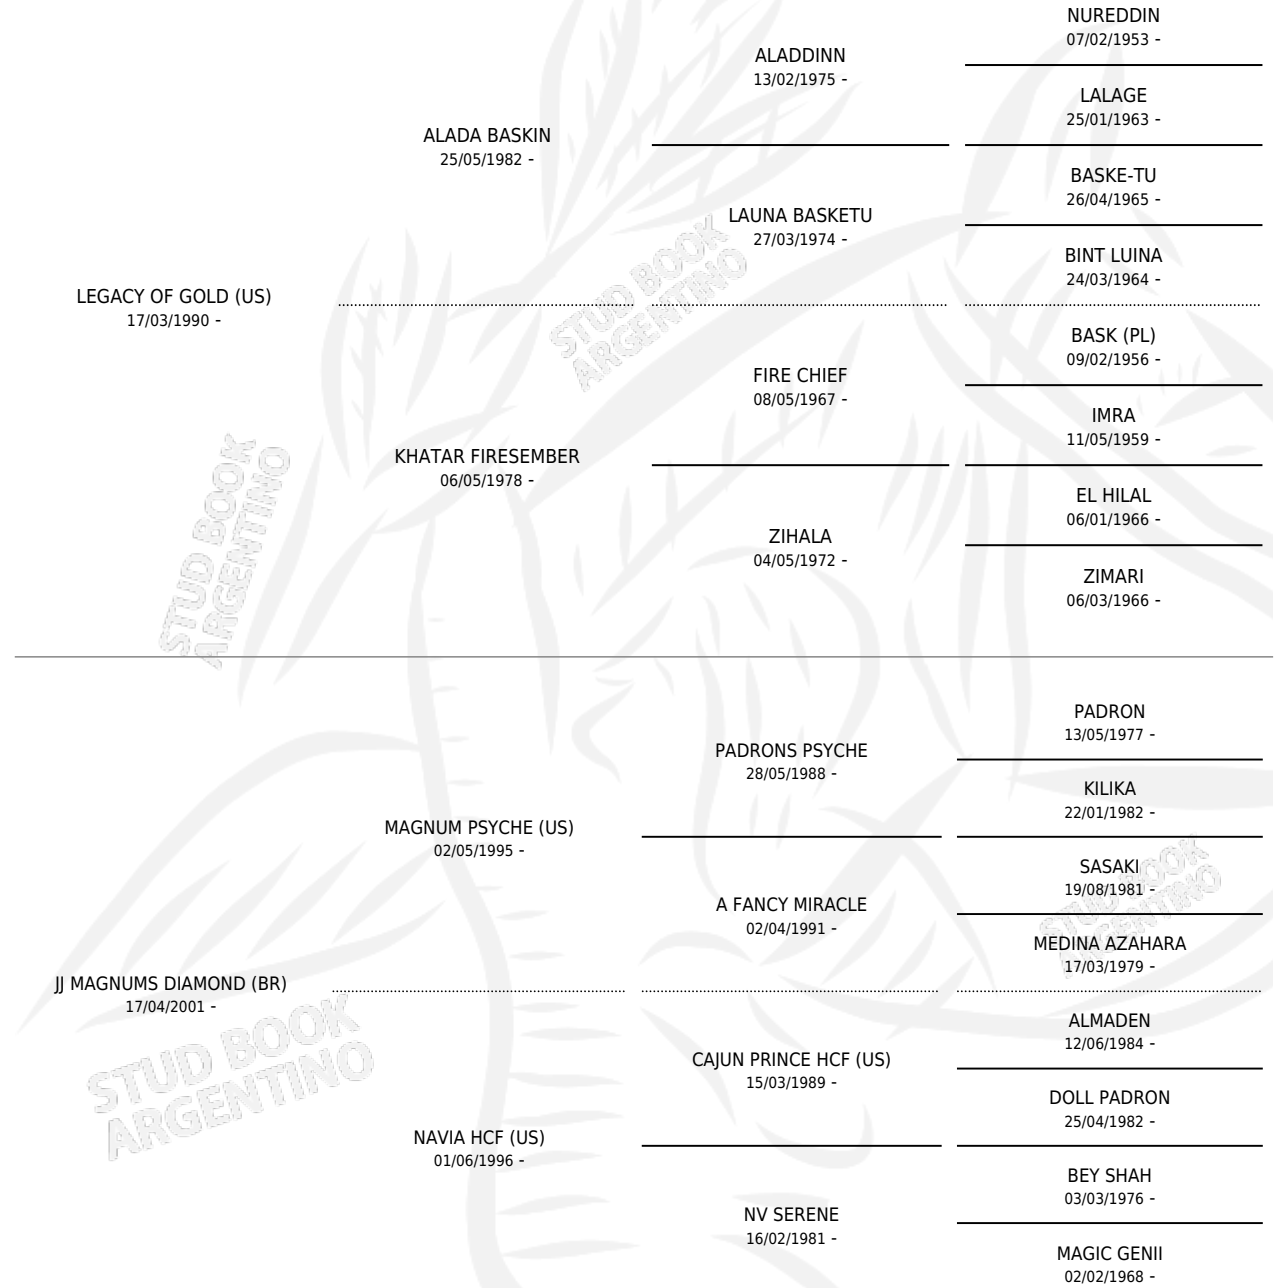 NUREDDIN
07/02/1953 -
ALADDINN
13/02/1975 -
LALAGE
25/01/1963 -
ALADA BASKIN
25/05/1982 -
BASKE-TU
26/04/1965 -
LAUNA BASKETU
27/03/1974 -
BINT LUINA
24/03/1964 -
LEGACY OF GOLD (US)
17/03/1990 -
BASK (PL)
09/02/1956 -
FIRE CHIEF
08/05/1967 -
IMRA
11/05/1959 -
KHATAR FIRESEMBER
06/05/1978 -
EL HILAL
06/01/1966 -
ZIHALA
04/05/1972 -
ZIMARI
06/03/1966 -
STUD BOOK
ARGENTINO
STUD BOOK
ARGENTINO
PADRON
13/05/1977 -
PADRONS PSYCHE
28/05/1988 -
KILIKA
22/01/1982 -
MAGNUM PSYCHE (US)
02/05/1995 -
SASAKI
19/08/1981 -
A FANCY MIRACLE
02/04/1991 -
MEDINA AZAHARA
17/03/1979 -
JJ MAGNUMS DIAMOND (BR)
17/04/2001 -
ALMADEN
12/06/1984 -
CAJUN PRINCE HCF (US)
15/03/1989 -
DOLL PADRON
25/04/1982 -
NAVIA HCF (US)
01/06/1996 -
BEY SHAH
03/03/1976 -
NV SERENE
16/02/1981 -
MAGIC GENII
02/02/1968 -
STUD BOOK
ARGENTINO
STUD BOOK
ARGENTINO